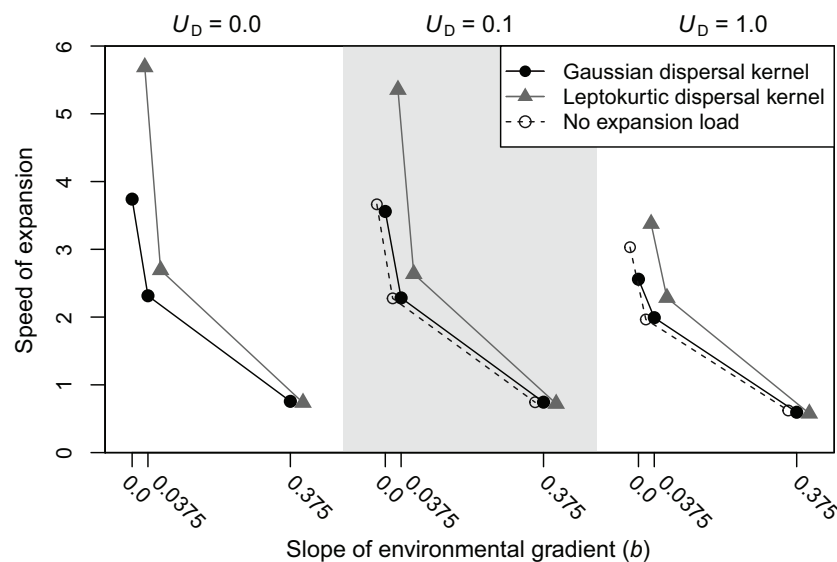 U_D = 0.0 U_D = 0.1 U_D = 1.0
Gaussian dispersal kernel
Leptokurtic dispersal kernel
No expansion load
Speed of expansion
6
5
4
3
2
1
0
0.0 0.0375 0.375 0.0 0.0375 0.375 0.0 0.0375 0.375
Slope of environmental gradient (b)